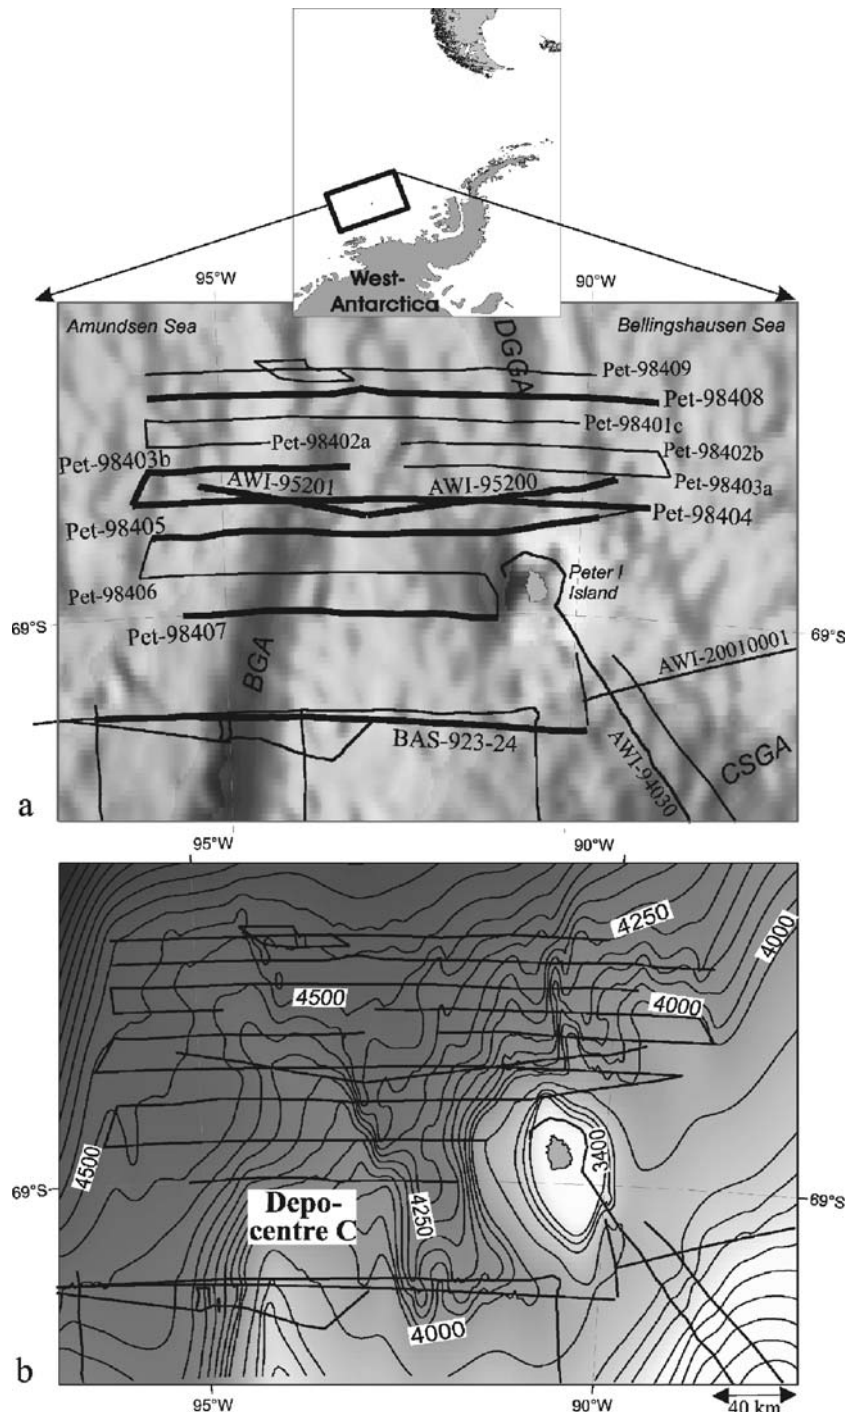 West-
Antarctica
95°W
90°W
Amundsen Sea
Bellingshausen Sea
DGGA
Pet-98409
Pet-98408
Pet-98401c
Pet-98402a
Pet-98402b
Pet-98403b
AWI-95201
AWI-95200
Pet-98403a
Pet-98404
Pet-98405
Peter I
Island
Pet-98406
69°S
69°S
Pet-98407
AWI-20010001
BGA
BAS-923-24
AWI-94030
CSGA
a
95°W
90°W
4250
4000
4500
4000
3400
4500
69°S
69°S
Depo-
centre C
4250
4000
b
95°W
90°W
40 km